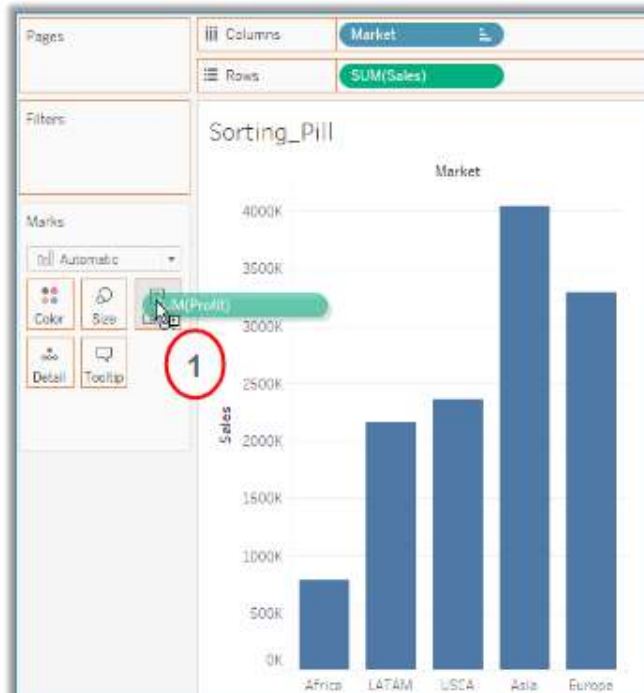 Pages
Columns
Market
Rows
SUM(Sales)
Filters
Sorting_Pill
Market
Marks
Automatic
Color
Size
Detail
Tooltip
1
Sales
4000K
3500K
3000K
2500K
2000K
1500K
1000K
500K
0K
Africa
LATAM
USCA
Asia
Europe